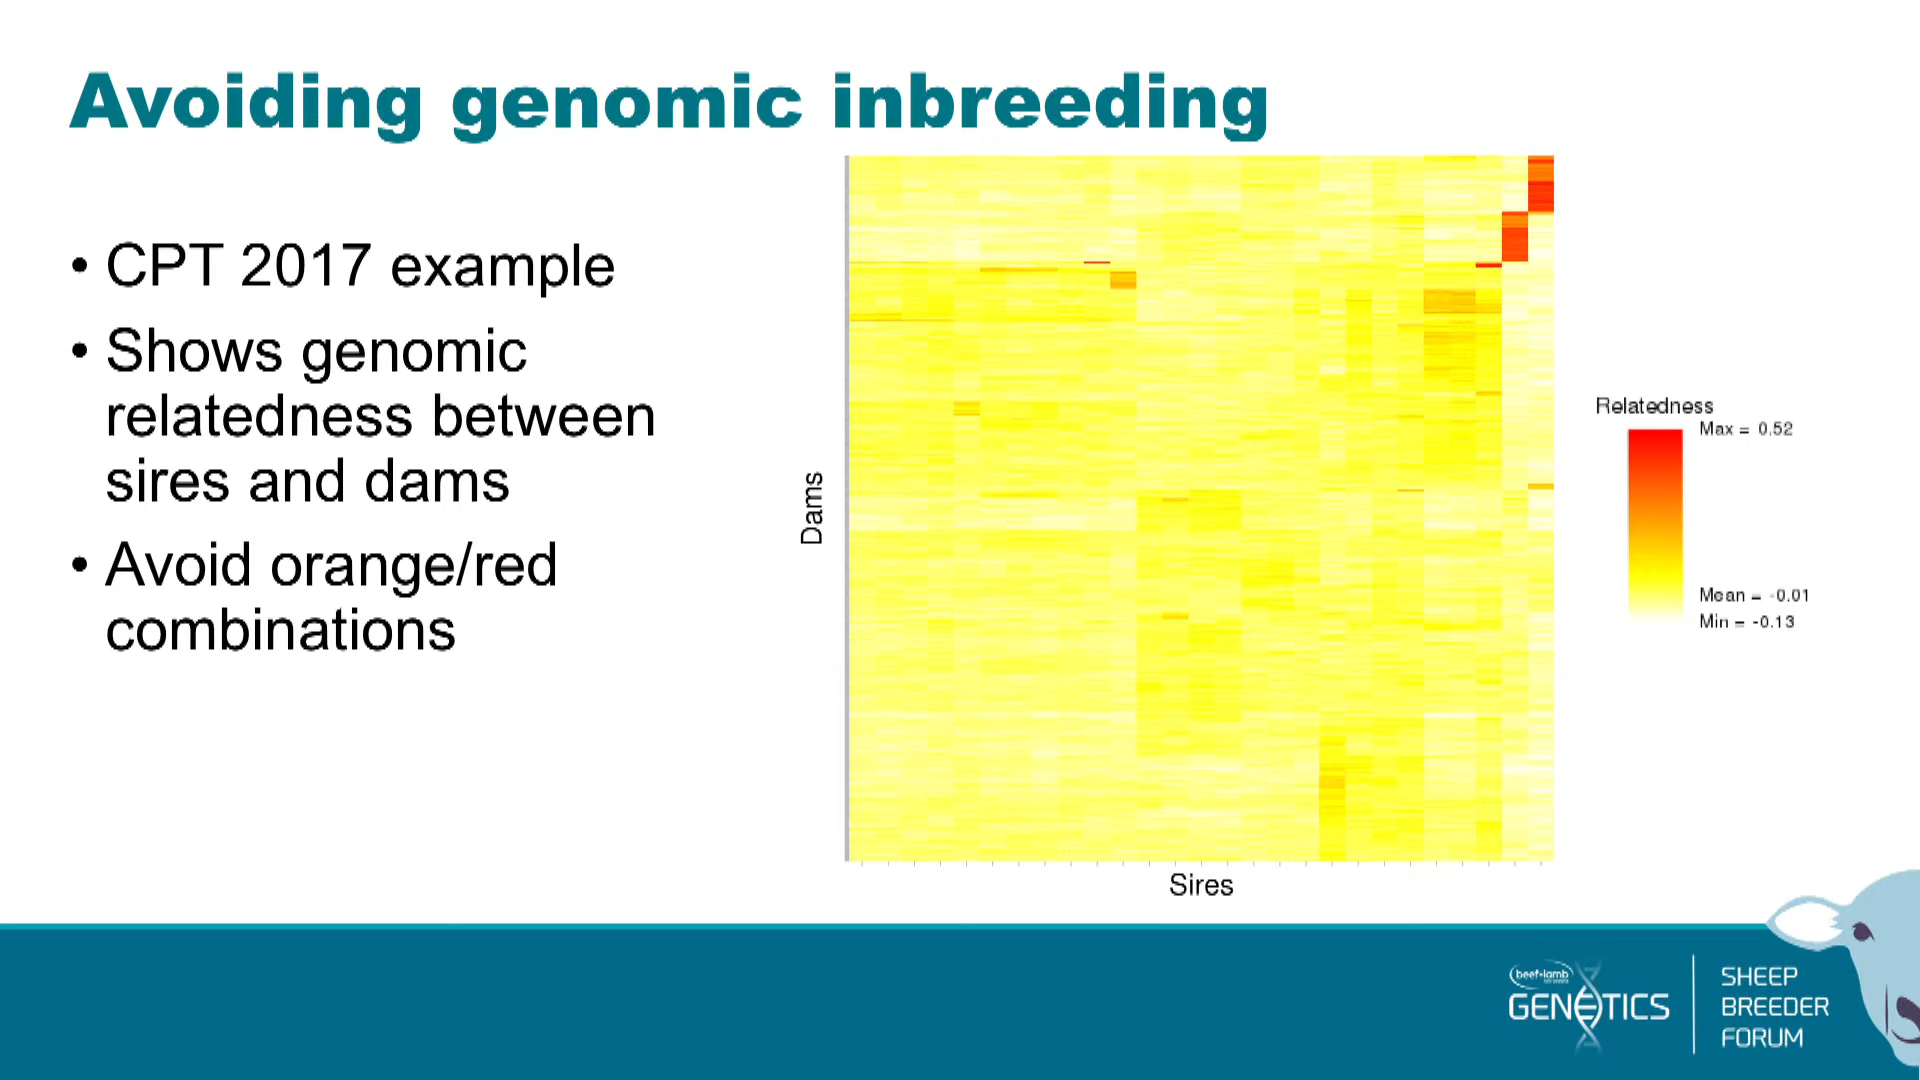 Avoiding genomic inbreeding
• CPT 2017 example
• Shows genomic
relatedness between
sires and dams
• Avoid orange/red
combinations
Dams
Sires
Relatedness
Max = 0.52
Mean = -0.01
Min = -0.13
beef+lamb
GENETICS
SHEEP
BREEDER
FORUM